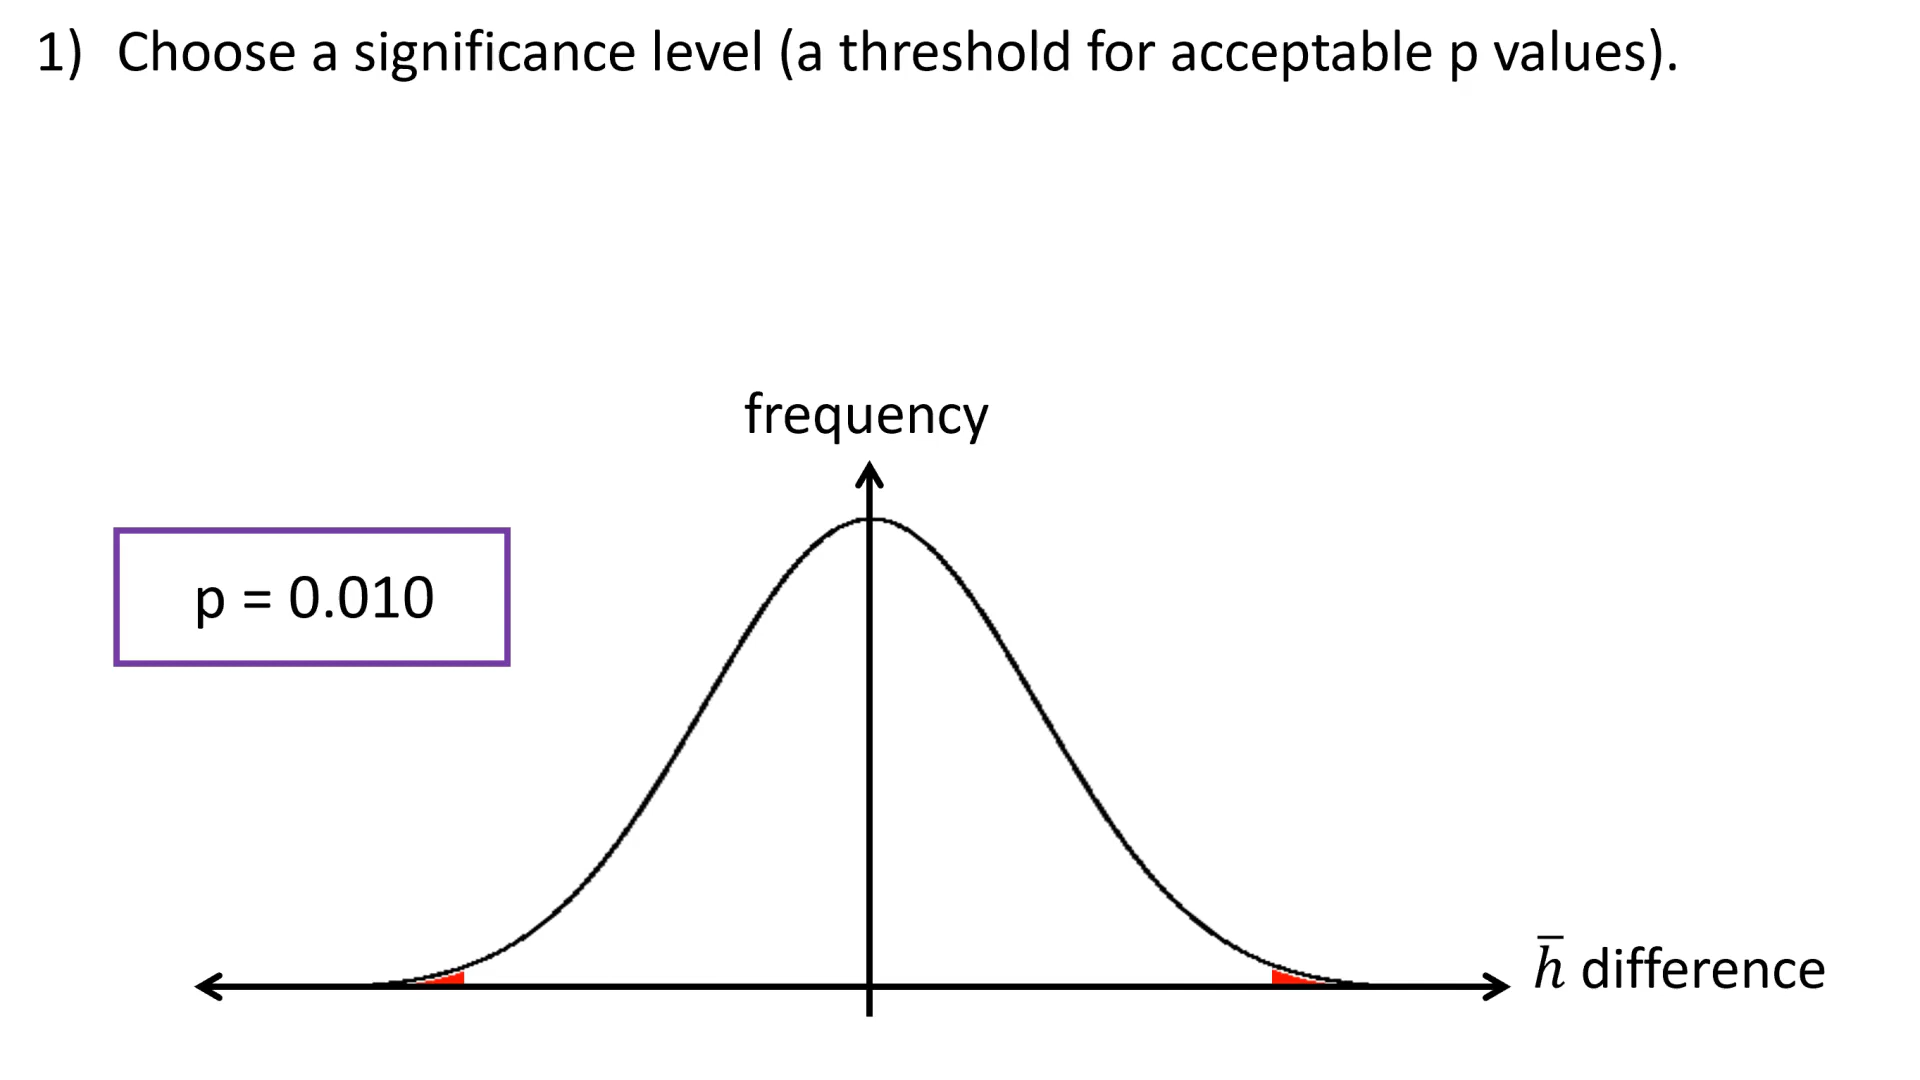 1) Choose a significance level (a threshold for acceptable p values).
frequency
p = 0.010
h̅ difference